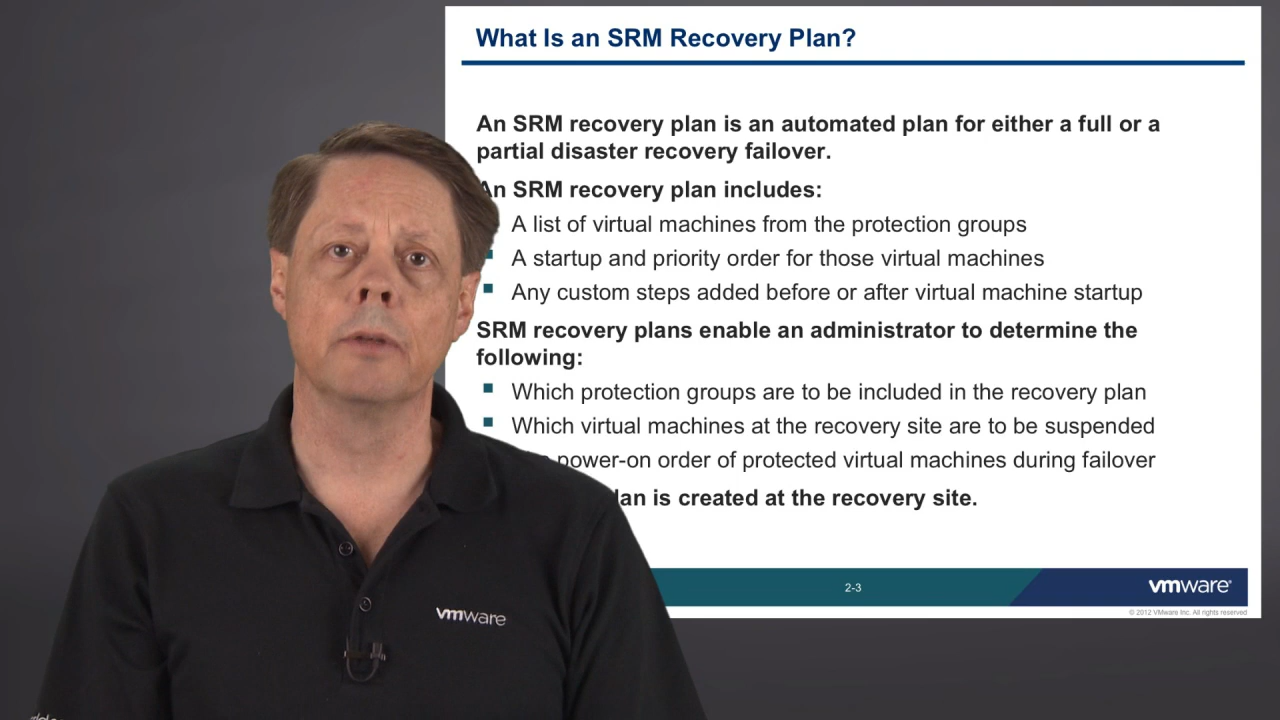 What Is an SRM Recovery Plan?
An SRM recovery plan is an automated plan for either a full or a
partial disaster recovery failover.
An SRM recovery plan includes:
A list of virtual machines from the protection groups
A startup and priority order for those virtual machines
Any custom steps added before or after virtual machine startup
SRM recovery plans enable an administrator to determine the
following:
Which protection groups are to be included in the recovery plan
Which virtual machines at the recovery site are to be suspended
power-on order of protected virtual machines during failover
is created at the recovery site.
2-3
vmware
© 2012 VMware Inc. All rights reserved
vmware